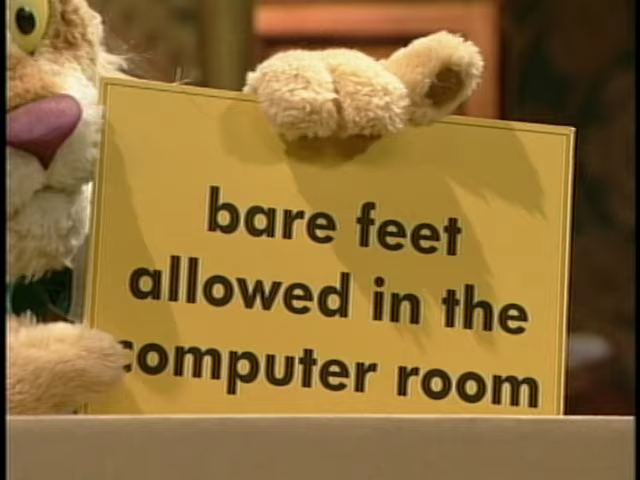 bare feet
allowed in the
computer room